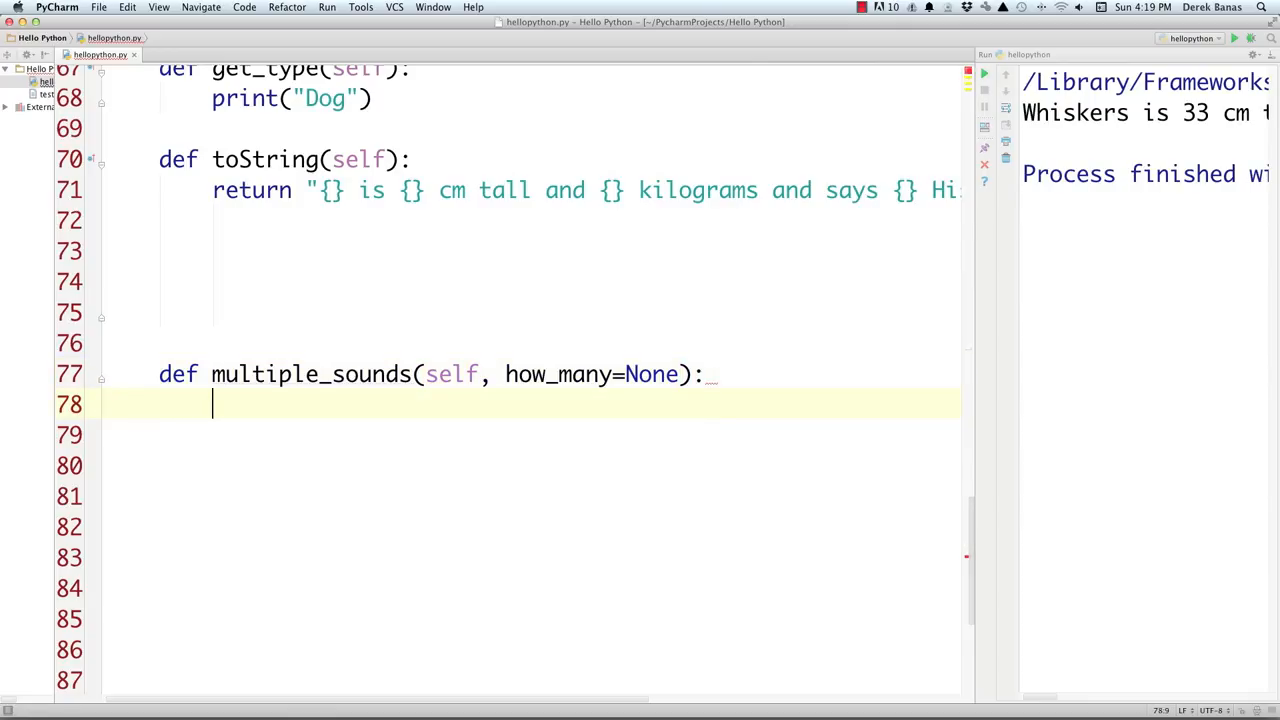 PyCharm File Edit View Navigate Code Refactor Run Tools VCS Window Help 10 Sun 4:19 PM Derek Banas
hellopython.py – Hello Python – [~/PycharmProjects/Hello Python]
Hello Python hellopython.py hellopython
hellopython.py × Run hellopython
Hello P
hell
test
Externa
67 def get_type(self):
68 print("Dog")
69
70 def toString(self):
71 return "{} is {} cm tall and {} kilograms and says {} Hi
72
73
74
75
76
77 def multiple_sounds(self, how_many=None):
78
79
80
81
82
83
84
85
86
87
/Library/Frameworks
Whiskers is 33 cm t
Process finished wi
78:9 LF UTF-8